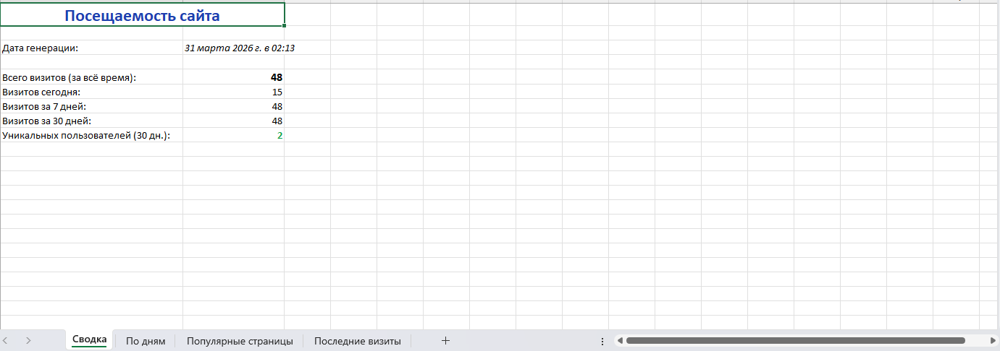 Посещаемость сайта
Дата генерации: 31 марта 2026 г. в 02:13
Всего визитов (за всё время): 48
Визитов сегодня: 15
Визитов за 7 дней: 48
Визитов за 30 дней: 48
Уникальных пользователей (30 дн.): 2
Сводка По дням Популярные страницы Последние визиты